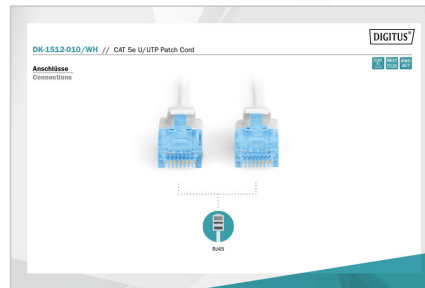 DIGITUS®
DK-1512-010/WH // CAT 5e U/UTP Patch Cord
Anschlüsse
Connections
RJ45